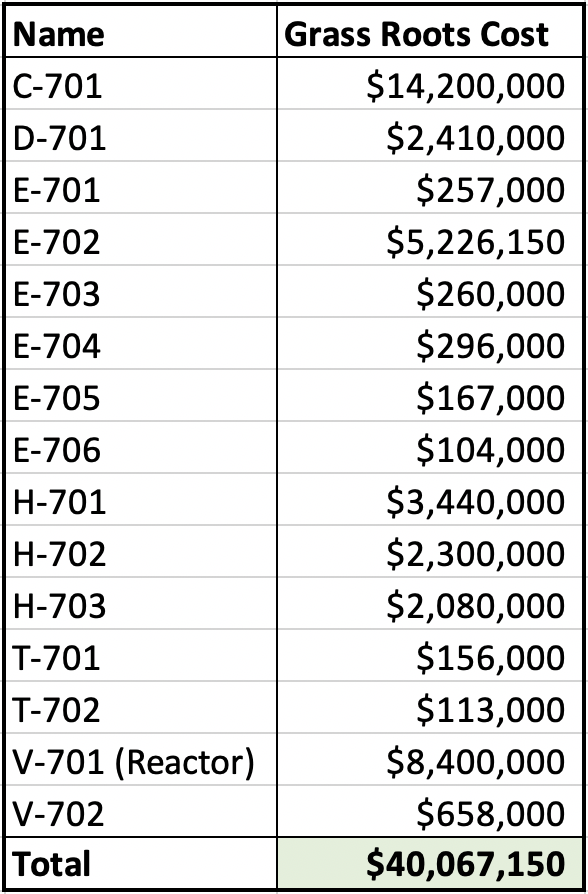 Name Grass Roots Cost
C-701 $14,200,000
D-701 $2,410,000
E-701 $257,000
E-702 $5,226,150
E-703 $260,000
E-704 $296,000
E-705 $167,000
E-706 $104,000
H-701 $3,440,000
H-702 $2,300,000
H-703 $2,080,000
T-701 $156,000
T-702 $113,000
V-701 (Reactor) $8,400,000
V-702 $658,000
Total $40,067,150